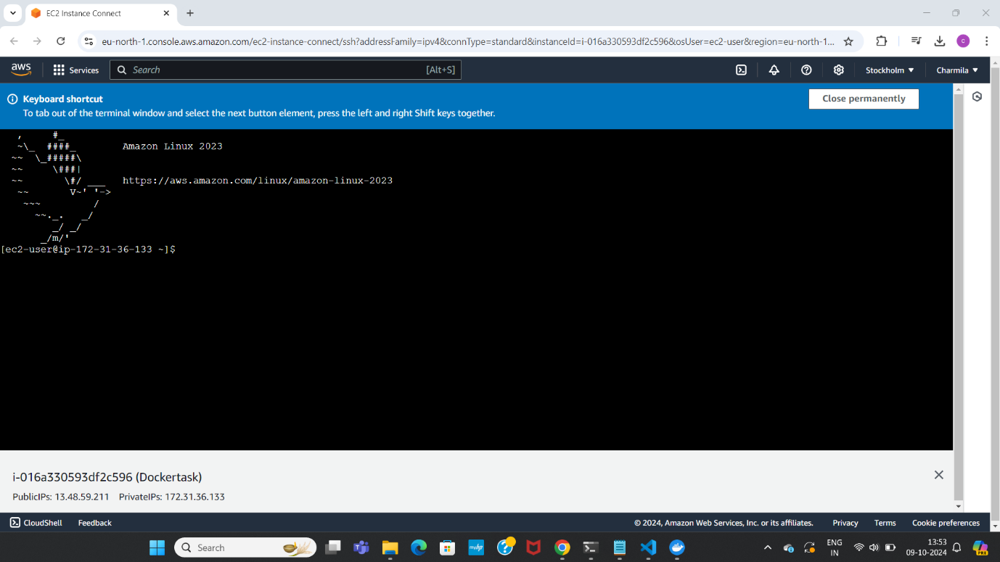 EC2 Instance Connect
eu-north-1.console.aws.amazon.com/ec2-instance-connect/ssh?addressFamily=ipv4&connType=standard&instanceId=i-016a330593df2c596&osUser=ec2-user&region=eu-north-1...
C
aws
Services
Search
[Alt+S]
Stockholm
Charmila
Keyboard shortcut
Close permanently
To tab out of the terminal window and select the next button element, press the left and right Shift keys together.
   ,     #_
   ~\_  ####_        Amazon Linux 2023
  ~~  \_#####\
  ~~     \###|
  ~~       \#/ ___   https://aws.amazon.com/linux/amazon-linux-2023
   ~~       V~' '->
    ~~~         /
      ~~._.   _/
         _/ _/
       _/m/'
[ec2-user@ip-172-31-36-133 ~]$
i-016a330593df2c596 (Dockertask)
PublicIPs: 13.48.59.211 PrivateIPs: 172.31.36.133
CloudShell
Feedback
© 2024, Amazon Web Services, Inc. or its affiliates.
Privacy
Terms
Cookie preferences
Search
myhp
ENG
IN
13:53
09-10-2024
PRE